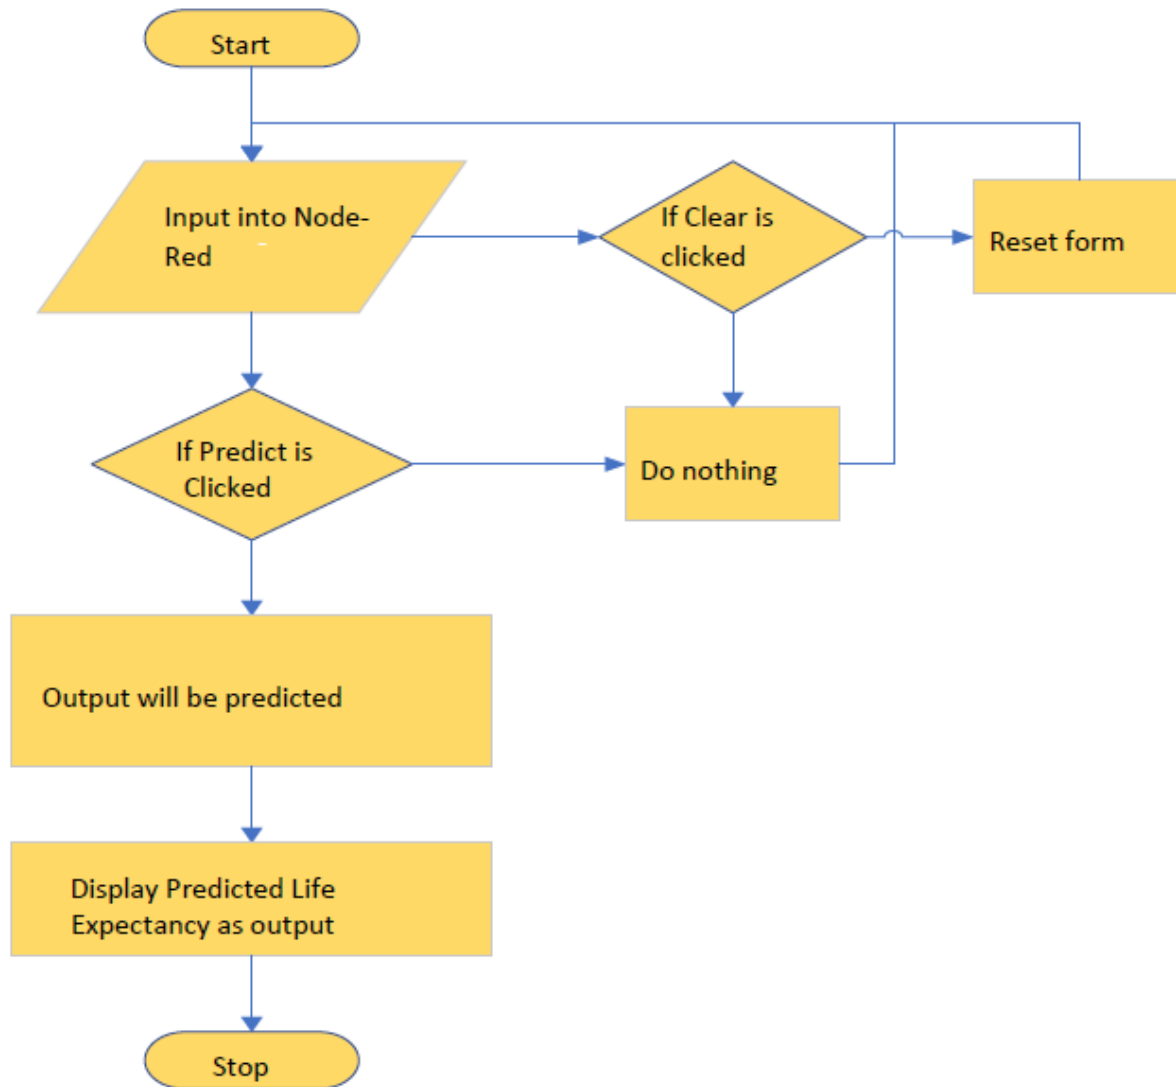 Start
Input into Node-
Red
If Clear is
clicked
Reset form
If Predict is
Clicked
Do nothing
Output will be predicted
Display Predicted Life
Expectancy as output
Stop